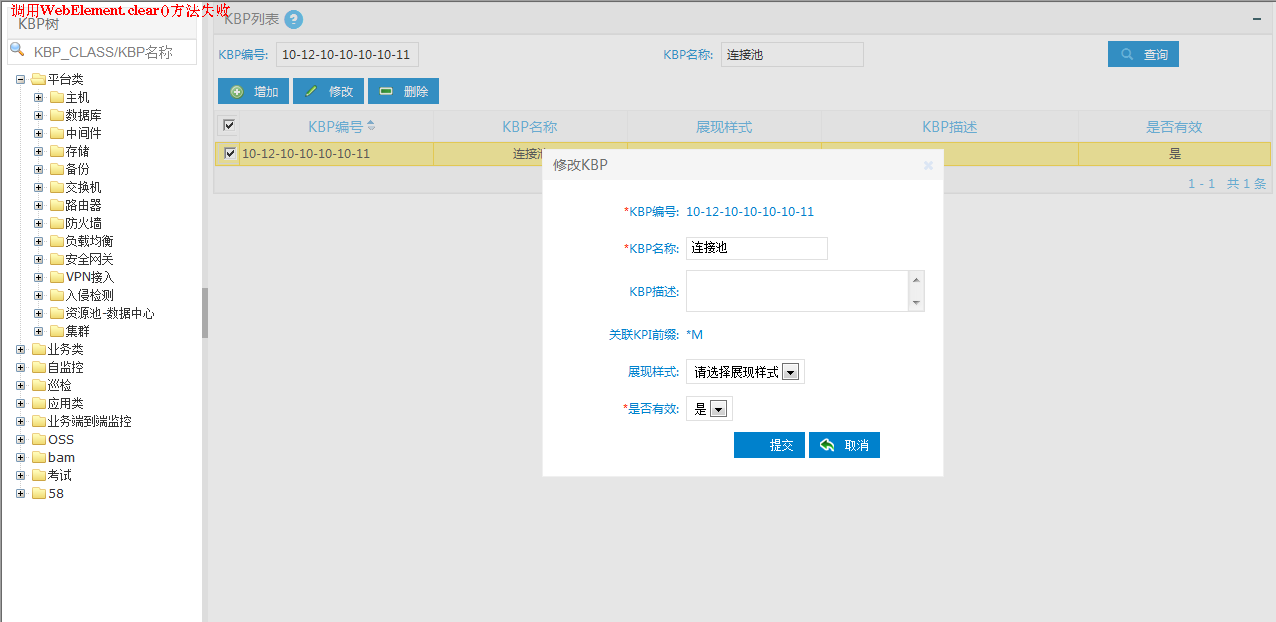 调用WebElement.clear()方法失败
KBP树
KBP_CLASS/KBP名称
平台类
主机
数据库
中间件
存储
备份
交换机
路由器
防火墙
负载均衡
安全网关
VPN接入
入侵检测
资源池-数据中心
集群
业务类
自监控
巡检
应用类
业务端到端监控
OSS
bam
考试
58
KBP列表 ?
KBP编号: 10-12-10-10-10-10-11 KBP名称: 连接池 查询
增加 修改 删除
KBP编号 KBP名称 展现样式 KBP描述 是否有效
10-12-10-10-10-10-11 连接池 是
1 - 1 共 1 条
修改KBP
*KBP编号: 10-12-10-10-10-10-11
*KBP名称: 连接池
KBP描述:
关联KPI前缀: *M
展现样式: 请选择展现样式
*是否有效: 是
提交 取消